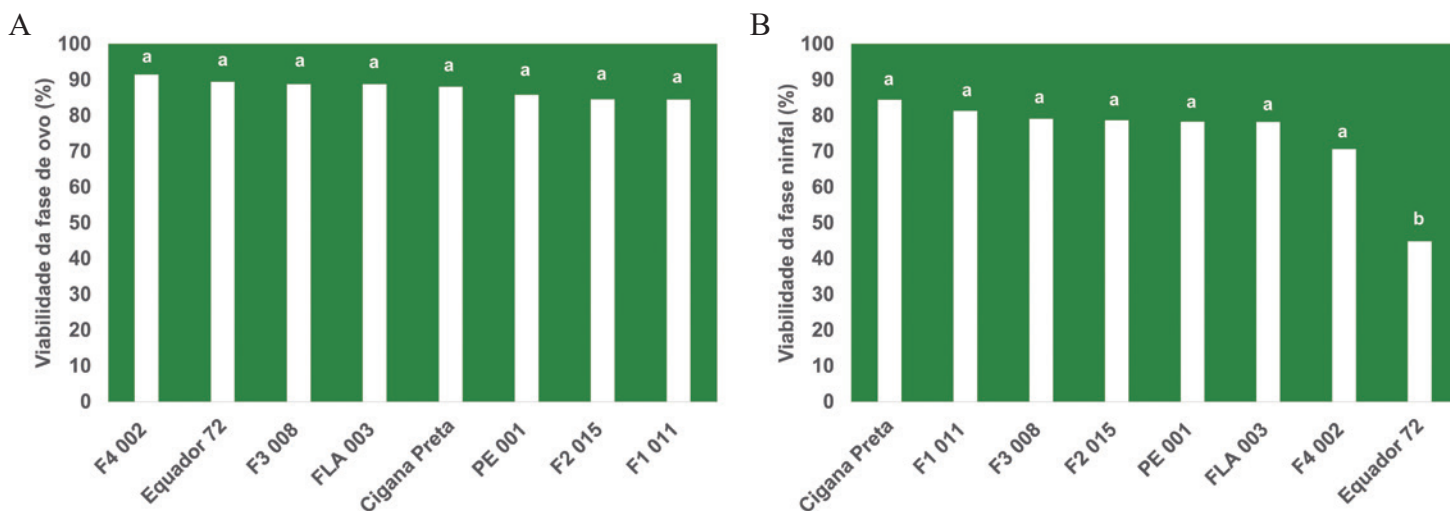 A
Viabilidade da fase de ovo (%)
100
90
80
70
60
50
40
30
20
10
0
a
a
a
a
a
a
a
a
F4 002
Equador 72
F3 008
FLA 003
Cigana Preta
PE 001
F2 015
F1 011
B
Viabilidade da fase ninfal (%)
100
90
80
70
60
50
40
30
20
10
0
a
a
a
a
a
a
a
b
Cigana Preta
F1 011
F3 008
F2 015
PE 001
FLA 003
F4 002
Equador 72